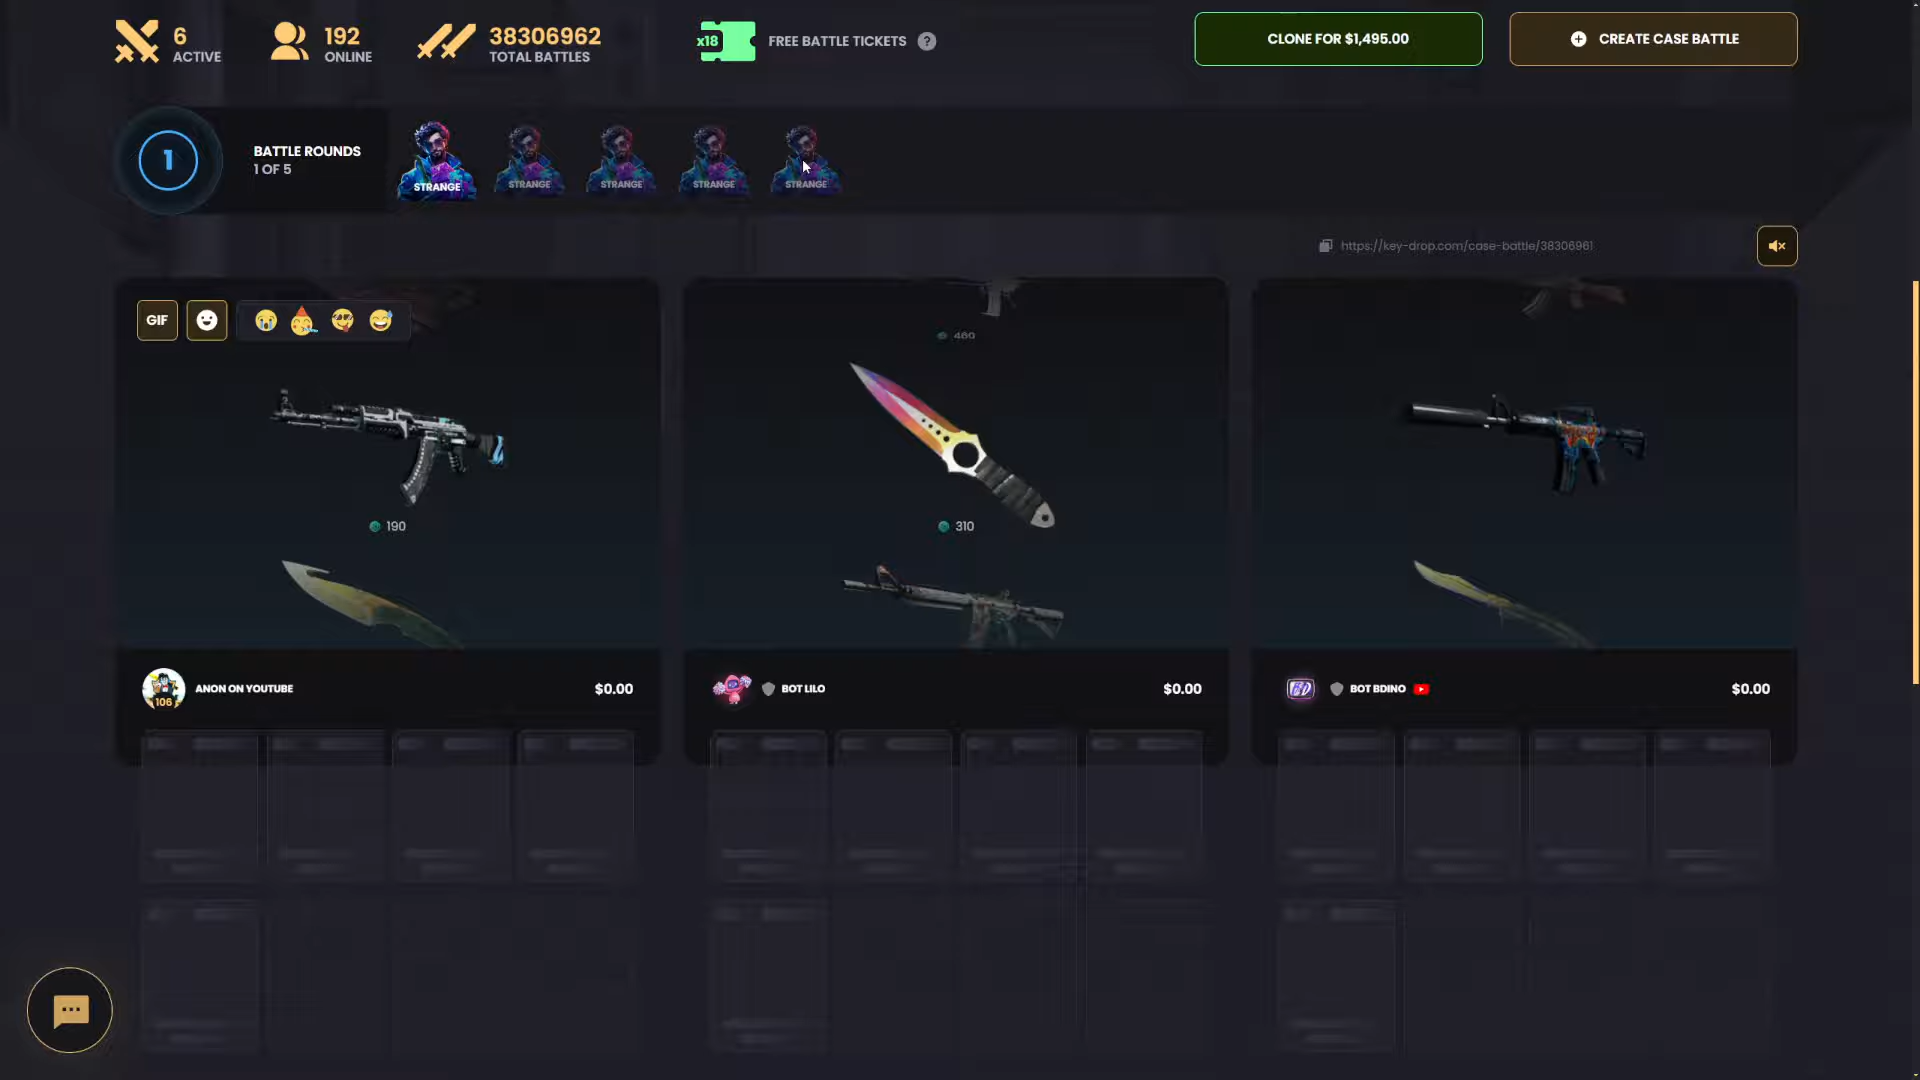 6
ACTIVE
192
ONLINE
38306962
TOTAL BATTLES
x18
FREE BATTLE TICKETS
?
CLONE FOR $1,495.00
CREATE CASE BATTLE
1
BATTLE ROUNDS
1 OF 5
STRANGE
STRANGE
STRANGE
STRANGE
STRANGE
https://key-drop.com/case-battle/38306961
GIF
469
190
310
106
ANON ON YOUTUBE
$0.00
BOT LILO
$0.00
BD
BOT BDINO
$0.00